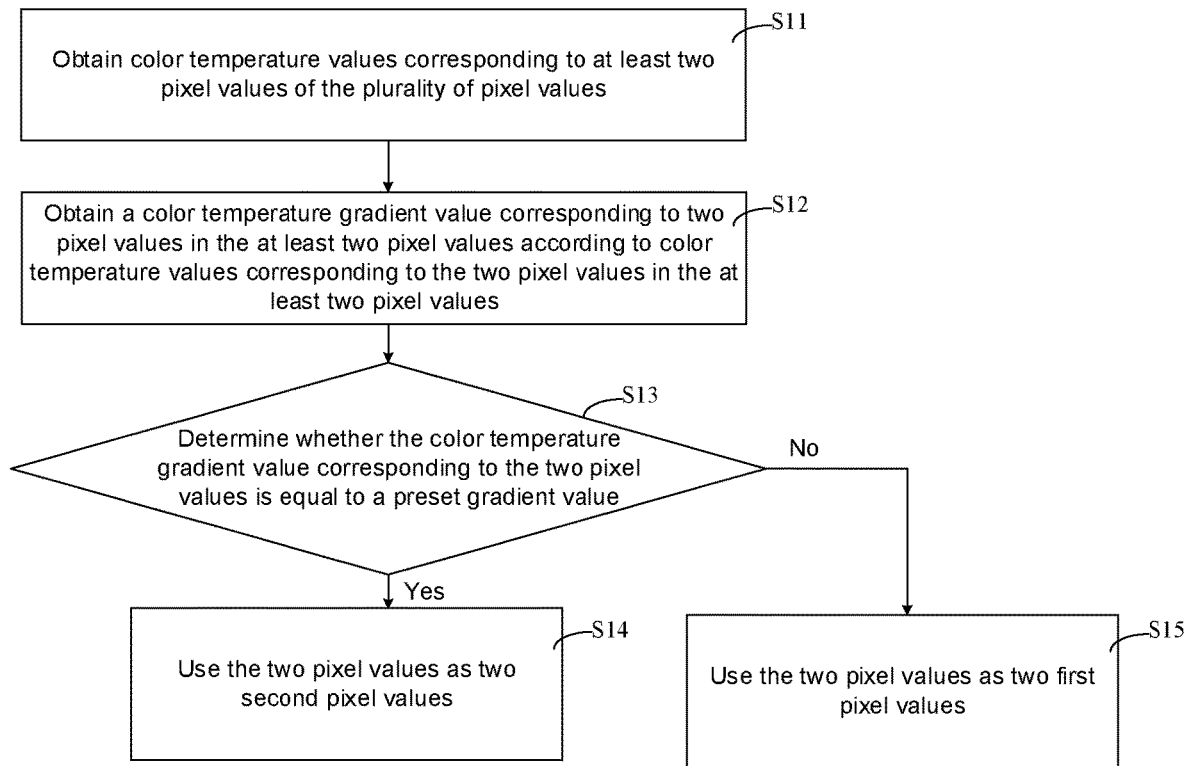 S11
Obtain color temperature values corresponding to at least two
pixel values of the plurality of pixel values
S12
Obtain a color temperature gradient value corresponding to two
pixel values in the at least two pixel values according to color
temperature values corresponding to the two pixel values in the at
least two pixel values
S13
Determine whether the color temperature
gradient value corresponding to the two pixel
values is equal to a preset gradient value
No
Yes
S14
Use the two pixel values as two
second pixel values
S15
Use the two pixel values as two first
pixel values